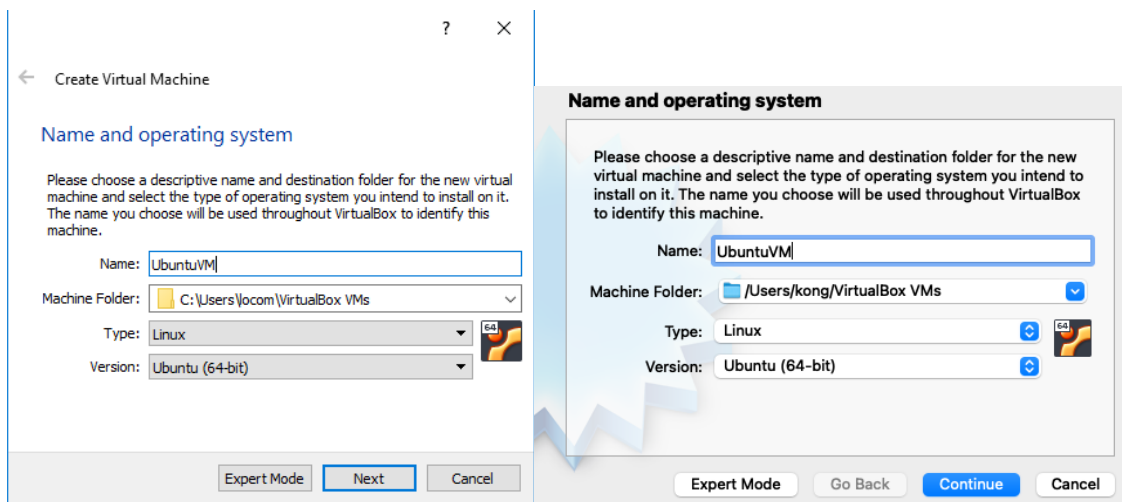 ?
Create Virtual Machine
Name and operating system
Please choose a descriptive name and destination folder for the new virtual
machine and select the type of operating system you intend to install on it.
The name you choose will be used throughout VirtualBox to identify this
machine.
Name: UbuntuVM
Machine Folder: C:\Users\locom\VirtualBox VMs
Type: Linux
64
Version: Ubuntu (64-bit)
Expert Mode Next Cancel
Name and operating system
Please choose a descriptive name and destination folder for the new
virtual machine and select the type of operating system you intend to
install on it. The name you choose will be used throughout VirtualBox
to identify this machine.
Name: UbuntuVM
Machine Folder: /Users/kong/VirtualBox VMs
Type: Linux
64
Version: Ubuntu (64-bit)
Expert Mode Go Back Continue Cancel